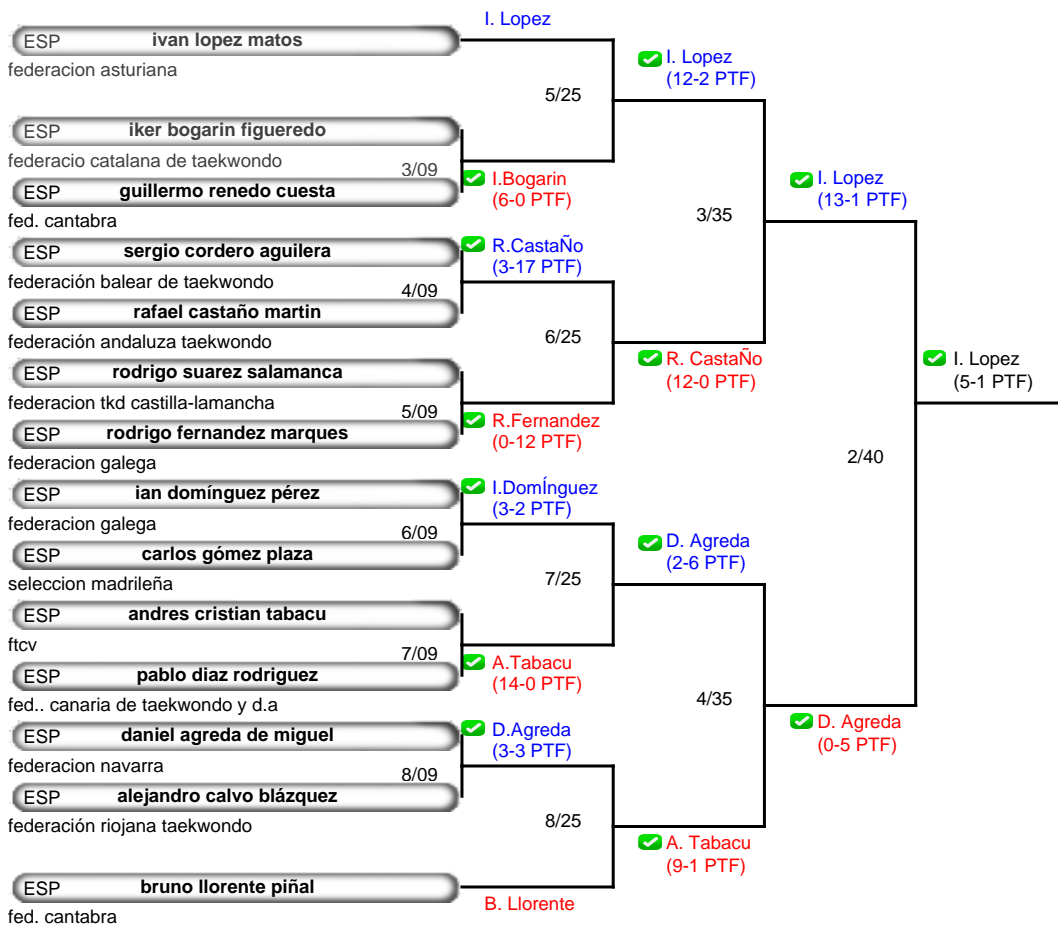 I. Lopez
ESP ivan lopez matos
federacion asturiana
I. Lopez
(12-2 PTF)
5/25
ESP iker bogarin figueredo
federacio catalana de taekwondo
3/09
I.Bogarin
(6-0 PTF)
ESP guillermo renedo cuesta
fed. cantabra
I. Lopez
(13-1 PTF)
3/35
ESP sergio cordero aguilera
R.CastaÑo
(3-17 PTF)
federación balear de taekwondo
4/09
ESP rafael castaño martin
federación andaluza taekwondo
6/25
R. CastaÑo
(12-0 PTF)
I. Lopez
(5-1 PTF)
ESP rodrigo suarez salamanca
federacion tkd castilla-lamancha
5/09
R.Fernandez
(0-12 PTF)
ESP rodrigo fernandez marques
federacion galega
2/40
ESP ian domínguez pérez
I.DomÍnguez
(3-2 PTF)
federacion galega
6/09
ESP carlos gómez plaza
seleccion madrileña
D. Agreda
(2-6 PTF)
7/25
ESP andres cristian tabacu
ftcv
7/09
A.Tabacu
(14-0 PTF)
ESP pablo diaz rodriguez
fed.. canaria de taekwondo y d.a
4/35
D. Agreda
(0-5 PTF)
ESP daniel agreda de miguel
D.Agreda
(3-3 PTF)
federacion navarra
8/09
ESP alejandro calvo blázquez
federación riojana taekwondo
8/25
A. Tabacu
(9-1 PTF)
ESP bruno llorente piñal
B. Llorente
fed. cantabra